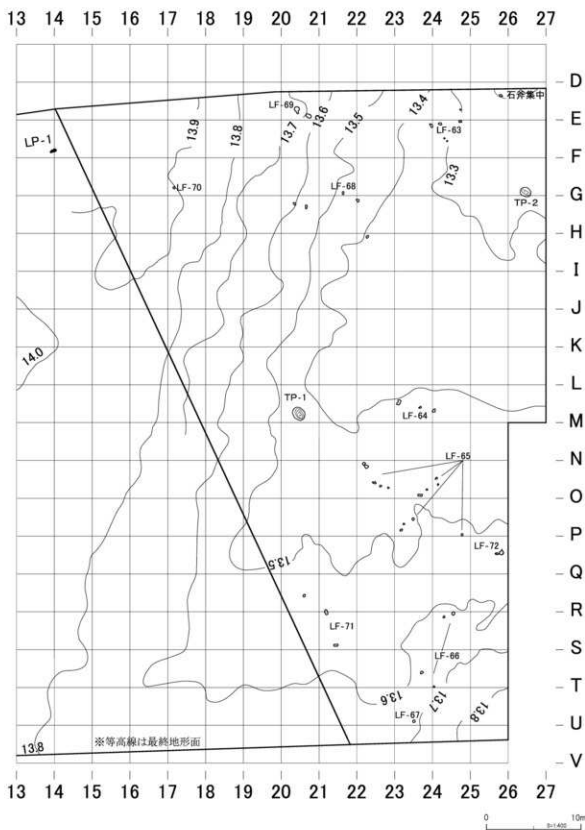 13 14 15 16 17 18 19 20 21 22 23 24 25 26 27
D
石斧集中
LF-69
13.9
13.8
13.7
13.6
13.5
13.4
E
LF-63
LP-1
F
13.3
LF-70
LF-68
G
TP-2
H
I
J
14.0
K
L
TP-1
LF-64
M
N
LF-65
O
P
LF-72
13.5
Q
R
LF-71
LF-66
S
T
13.6
13.7
13.8
LF-67
U
※等高線は最終地形面
13.8
V
13 14 15 16 17 18 19 20 21 22 23 24 25 26 27
0 10m
S=1:400